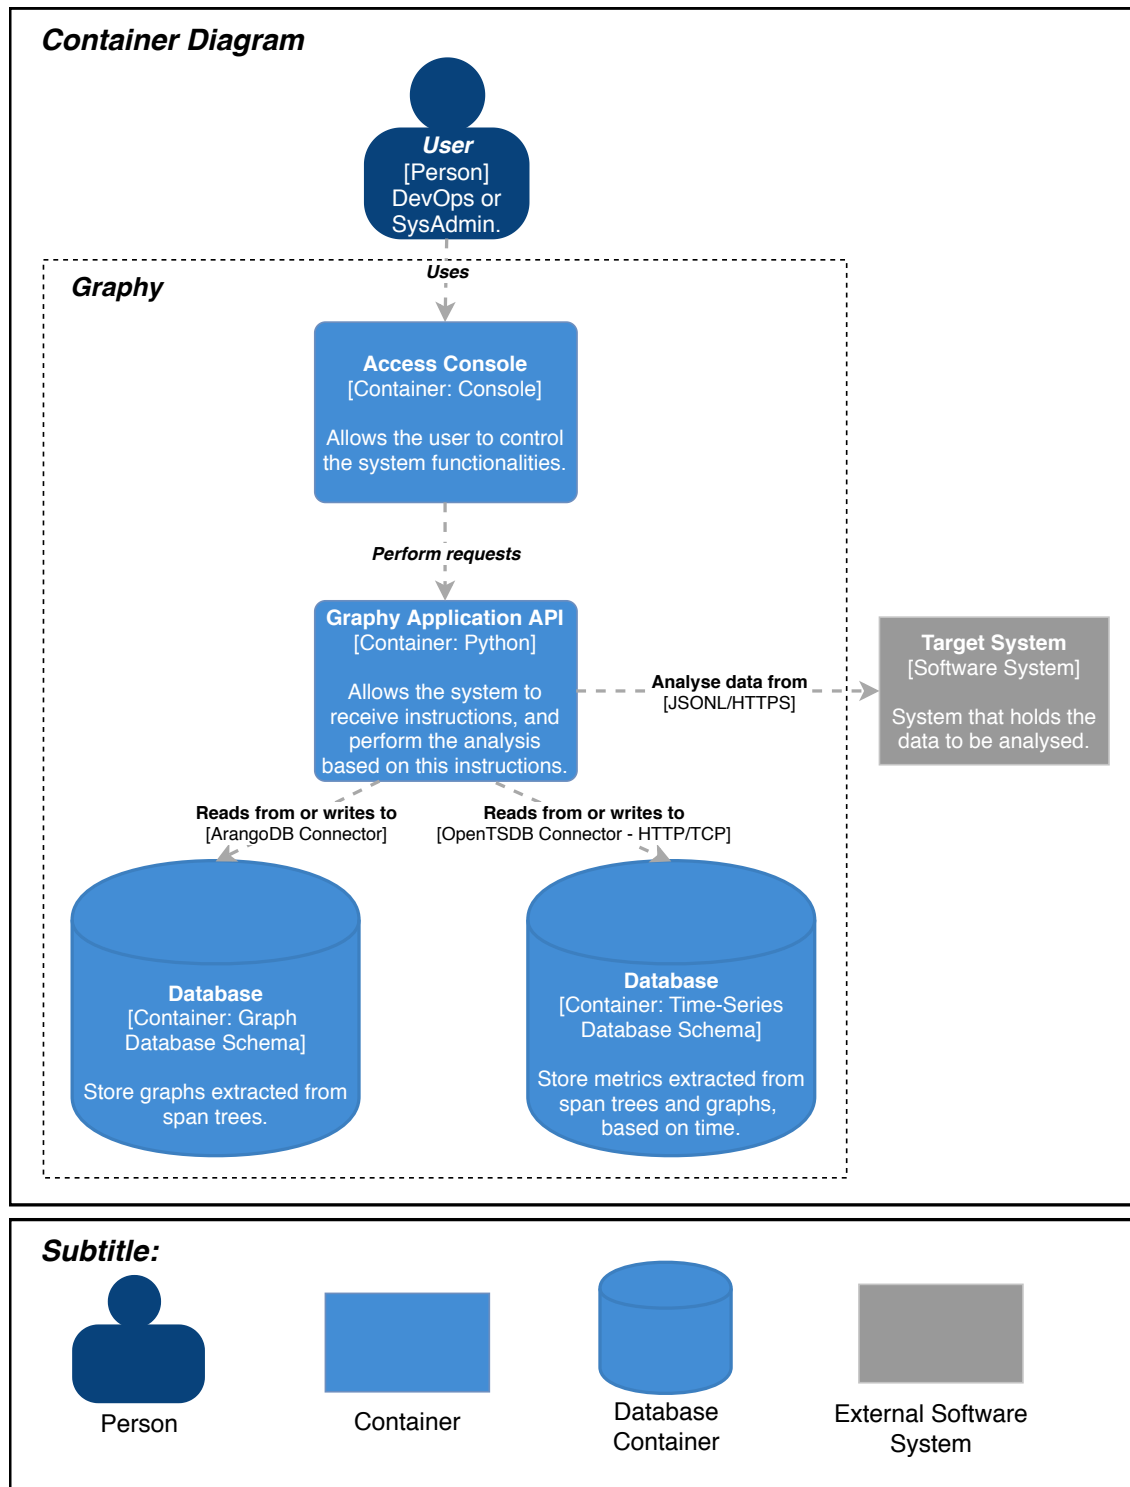 Container Diagram
User
[Person]
DevOps or
SysAdmin.
Uses
Graphy
Access Console
[Container: Console]
Allows the user to control
the system functionalities.
Perform requests
Graphy Application API
[Container: Python]
Allows the system to
receive instructions, and
perform the analysis
based on this instructions.
Analyse data from
[JSONL/HTTPS]
Target System
[Software System]
System that holds the
data to be analysed.
Reads from or writes to
[ArangoDB Connector]
Reads from or writes to
[OpenTSDB Connector - HTTP/TCP]
Database
[Container: Graph
Database Schema]
Store graphs extracted from
span trees.
Database
[Container: Time-Series
Database Schema]
Store metrics extracted from
span trees and graphs,
based on time.
Subtitle:
Person
Container
Database
Container
External Software
System